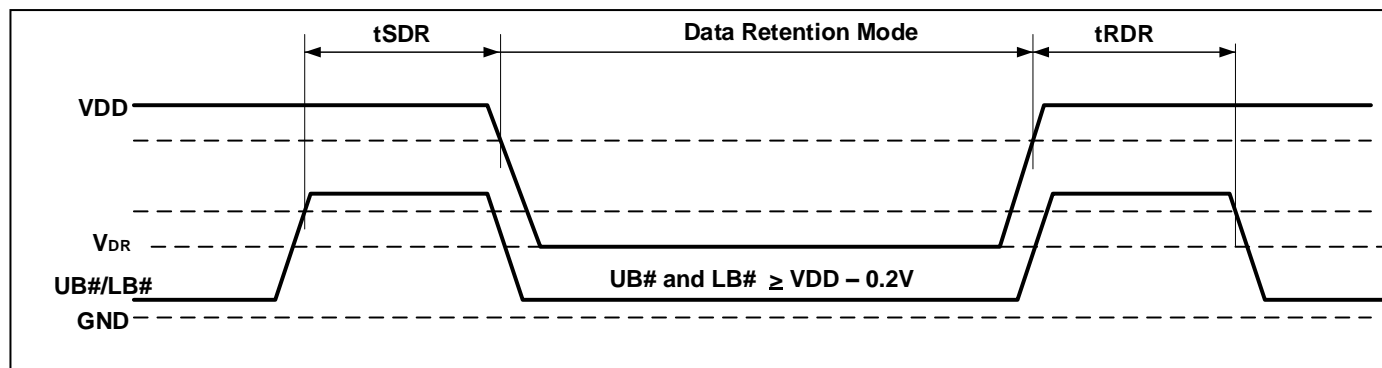 tSDR Data Retention Mode tRDR
VDD
VDR
UB#/LB# UB# and LB# ≥ VDD – 0.2V
GND